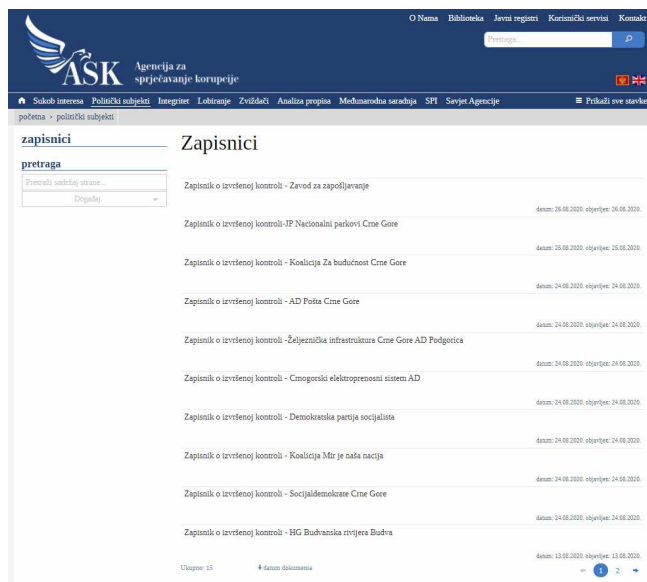 O Nama Biblioteka Javni registri Korisnički servisi Kontakt
Pretraga...
ASK
Agencija za
sprječavanje korupcije
Sukob interesa Politički subjekti Integritet Lobiranje Zviždači Analiza propisa Međunarodna saradnja SPI Savjet Agencije Prikaži sve stavke
početna › politički subjekti
zapisnici
pretraga
Pretraži sadržaj strane...
Događaj
Zapisnici
Zapisnik o izvršenoj kontroli - Zavod za zapošljavanje
datum: 26.08.2020. objavljen: 26.08.2020.
Zapisnik o izvršenoj kontroli-JP Nacionalni parkovi Crne Gore
datum: 25.08.2020. objavljen: 25.08.2020.
Zapisnik o izvršenoj kontroli - Koalicija Za budućnost Crne Gore
datum: 24.08.2020. objavljen: 24.08.2020.
Zapisnik o izvršenoj kontroli - AD Pošta Crne Gore
datum: 24.08.2020. objavljen: 24.08.2020.
Zapisnik o izvršenoj kontroli -Željeznička infrastruktura Crne Gore AD Podgorica
datum: 24.08.2020. objavljen: 24.08.2020.
Zapisnik o izvršenoj kontroli - Crnogorski elektroprenosni sistem AD
datum: 24.08.2020. objavljen: 24.08.2020.
Zapisnik o izvršenoj kontroli - Demokratska partija socijalista
datum: 24.08.2020. objavljen: 24.08.2020.
Zapisnik o izvršenoj kontroli - Koalicija Mir je naša nacija
datum: 24.08.2020. objavljen: 24.08.2020.
Zapisnik o izvršenoj kontroli - Socijaldemokrate Crne Gore
datum: 24.08.2020. objavljen: 24.08.2020.
Zapisnik o izvršenoj kontroli - HG Budvanska rivijera Budva
datum: 13.08.2020. objavljen: 13.08.2020.
Ukupno: 15 datum dokumenta 1 2